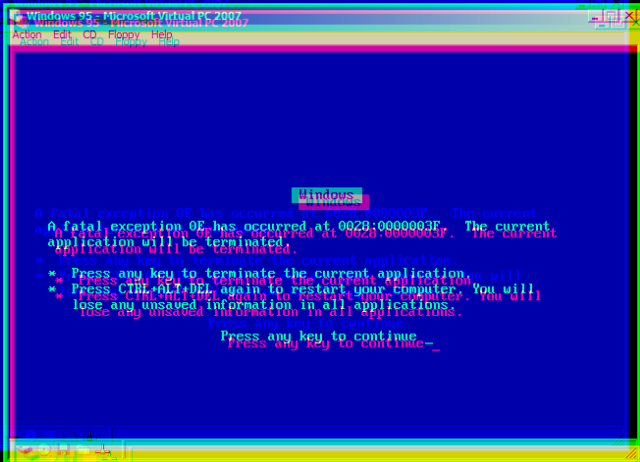 Windows 95 - Microsoft Virtual PC 2007
Action Edit CD Floppy Help
Windows
A fatal exception 0E has occurred at 0028:0000003F. The current
application will be terminated.
* Press any key to terminate the current application.
* Press CTRL+ALT+DEL again to restart your computer. You will
lose any unsaved information in all applications.
Press any key to continue _